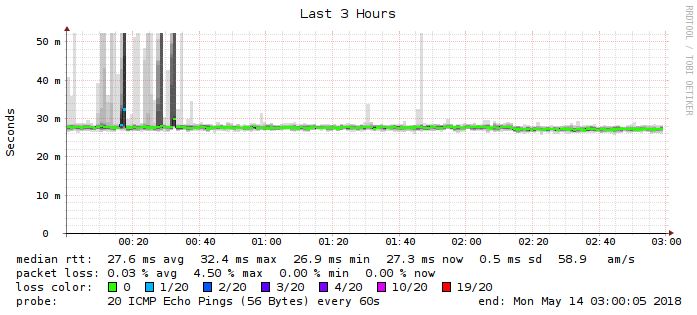 Last 3 Hours
RRDTOOL / TOBI OETIKER
Seconds
50 m
40 m
30 m
20 m
10 m
0
00:20 00:40 01:00 01:20 01:40 02:00 02:20 02:40 03:00
median rtt: 27.6 ms avg 32.4 ms max 26.9 ms min 27.3 ms now 0.5 ms sd 58.9 am/s
packet loss: 0.03 % avg 4.50 % max 0.00 % min 0.00 % now
loss color: 0 1/20 2/20 3/20 4/20 10/20 19/20
probe: 20 ICMP Echo Pings (56 Bytes) every 60s end: Mon May 14 03:00:05 2018